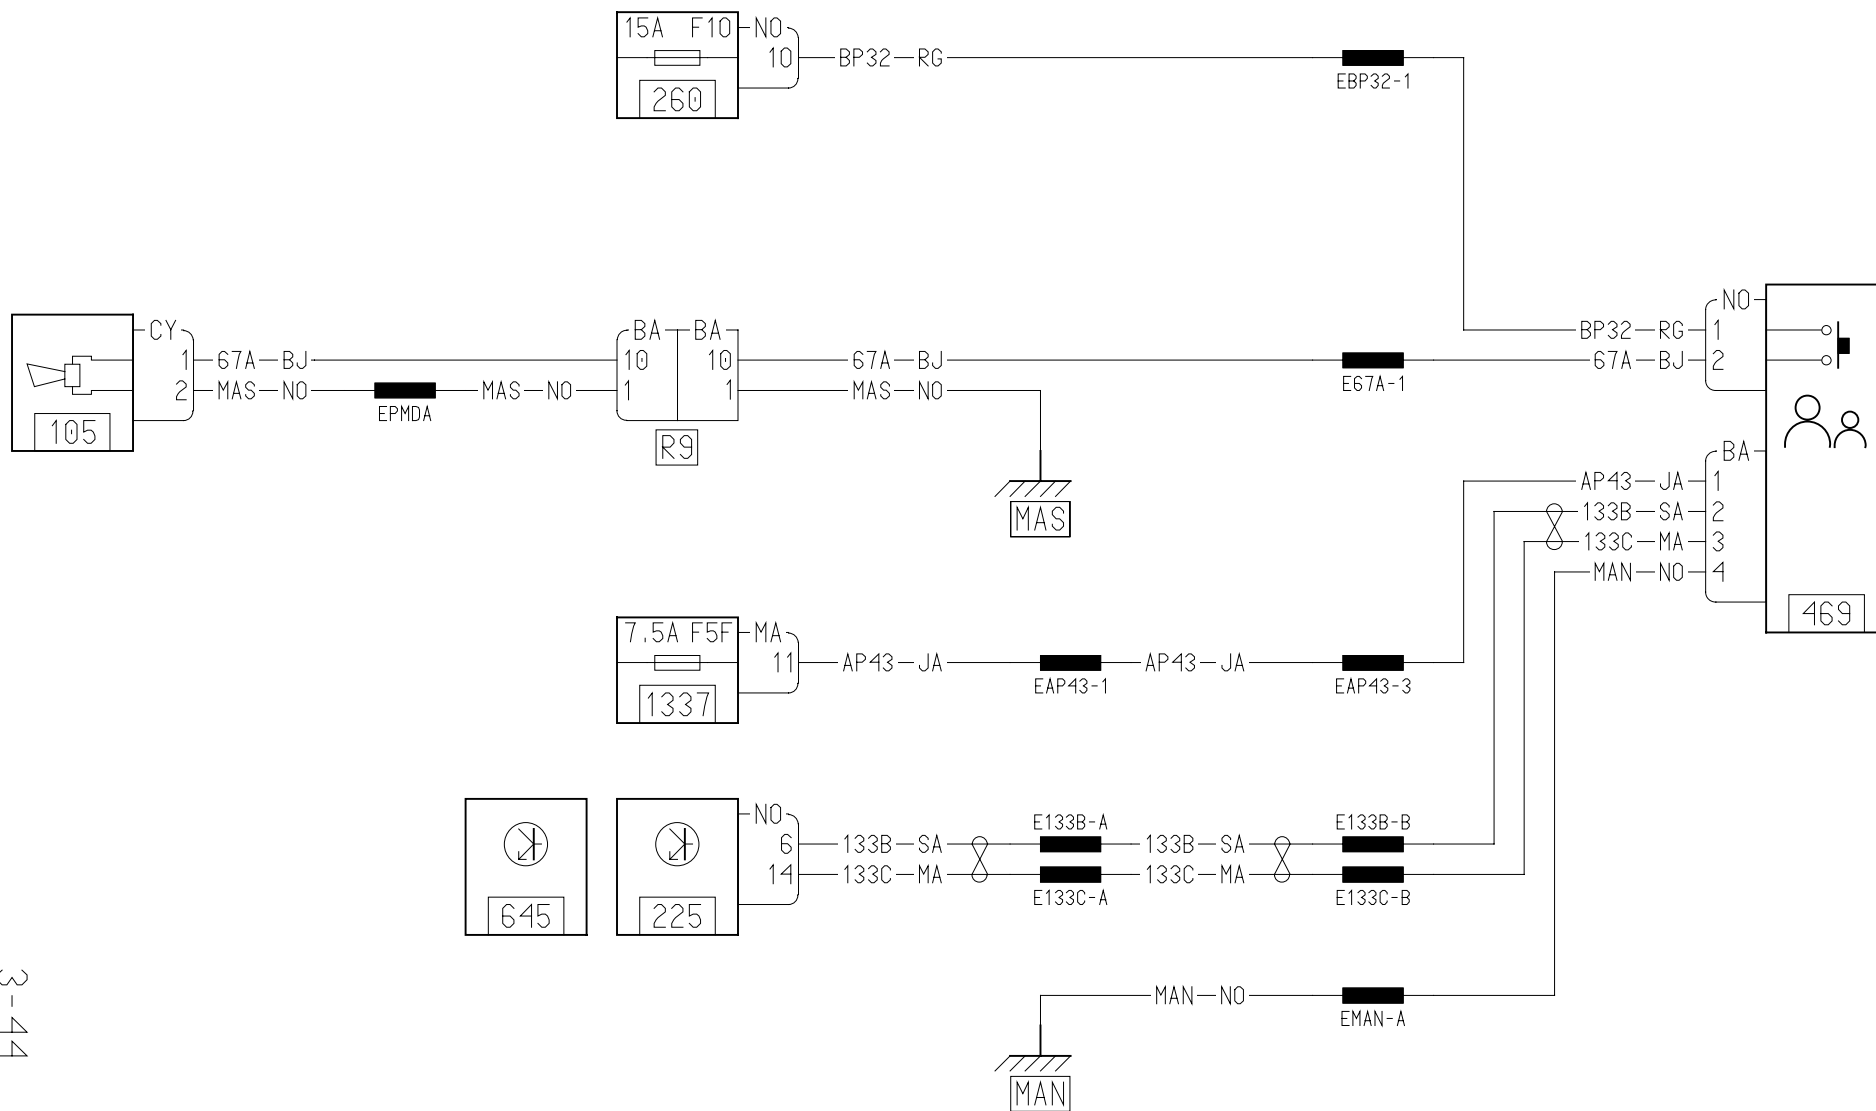 15A F10 NO
10 BP32 RG
EBP32-1
260
NO
BP32 RG 1
CY BA BA
1 67A BJ 10 10 67A BJ 67A BJ 2
E67A-1
2 MAS NO MAS NO 1 1 MAS NO
EPMDA
105
R9
BA
AP43 JA 1
MAS
133B SA 2
133C MA 3
MAN NO 4
469
7.5A F5F MA
11 AP43 JA AP43 JA
EAP43-1 EAP43-3
1337
NO
E133B-A E133B-B
6 133B SA 133B SA
14 133C MA 133C MA
E133C-A E133C-B
645 225
3-44
MAN NO
EMAN-A
MAN